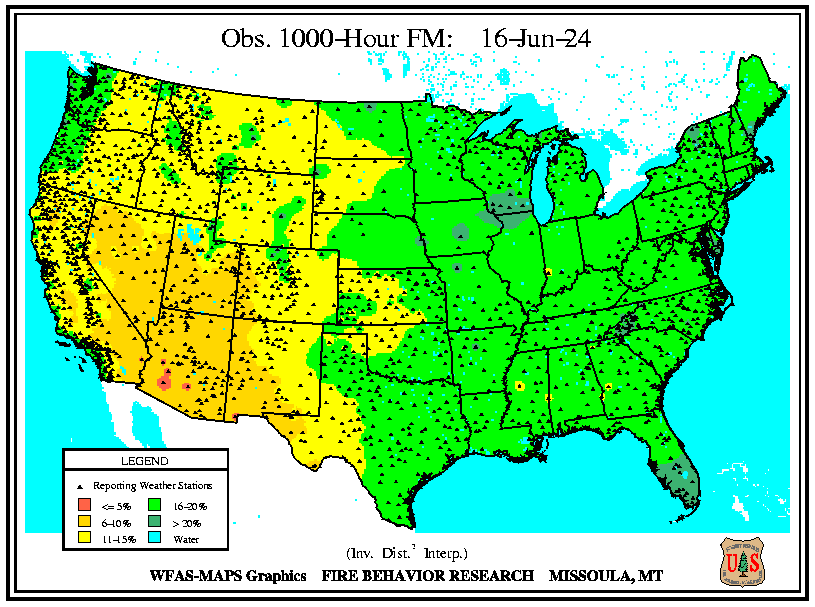 Obs. 1000-Hour FM: 16-Jun-24
LEGEND
Reporting Weather Stations
<= 5% 16-20%
6-10% > 20%
11-15% Water
(Inv. Dist.² Interp.)
WFAS-MAPS Graphics FIRE BEHAVIOR RESEARCH MISSOULA, MT
U S